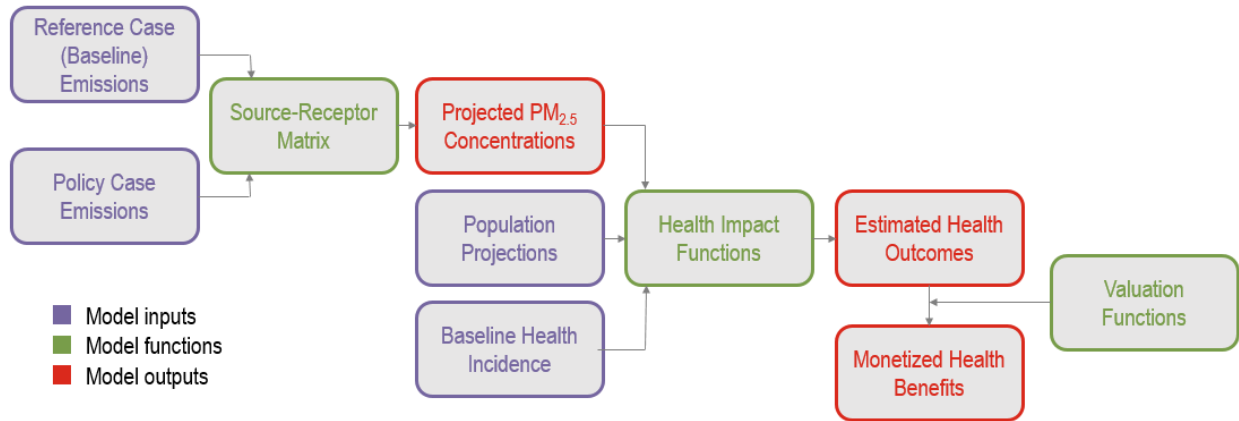 Reference Case
(Baseline)
Emissions
Policy Case
Emissions
Source-Receptor
Matrix
Projected PM2.5
Concentrations
Population
Projections
Baseline Health
Incidence
Health Impact
Functions
Estimated Health
Outcomes
Valuation
Functions
Monetized Health
Benefits
Model inputs
Model functions
Model outputs